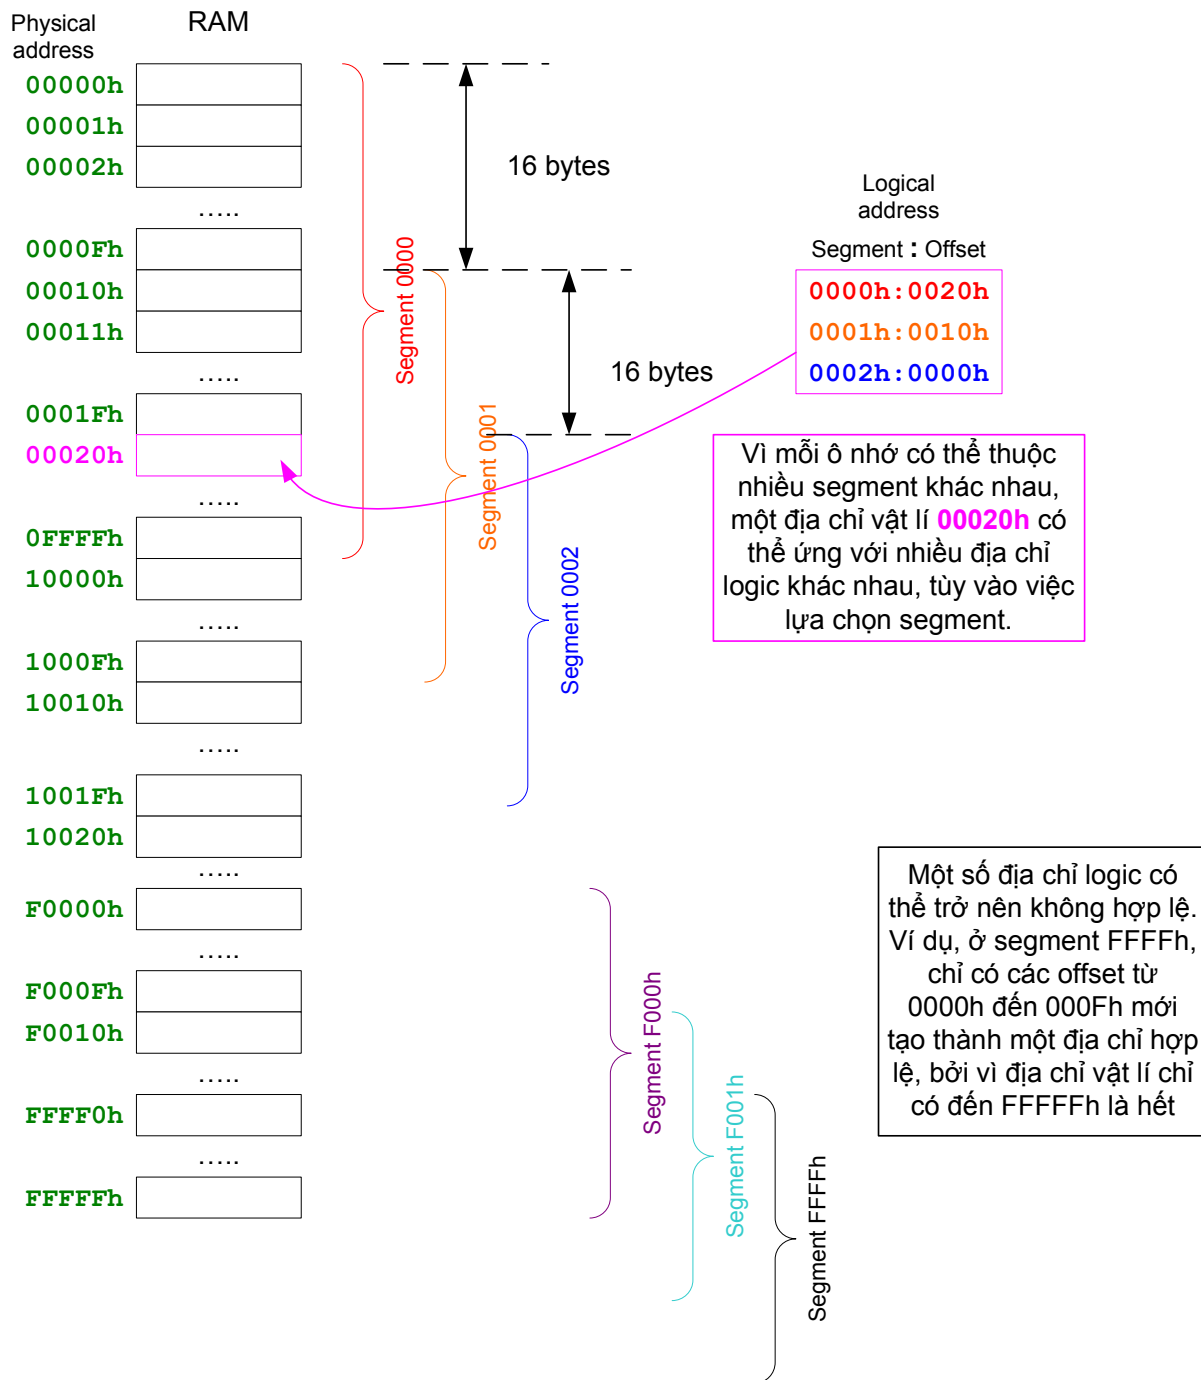 Physical
address
RAM
00000h
00001h
00002h
.....
0000Fh
00010h
00011h
.....
0001Fh
00020h
.....
0FFFFh
10000h
.....
1000Fh
10010h
.....
1001Fh
10020h
.....
F0000h
.....
F000Fh
F0010h
.....
FFFF0h
.....
FFFFFh
Segment 0000
Segment 0001
Segment 0002
Segment F000h
Segment F001h
Segment FFFFh
16 bytes
16 bytes
Logical
address
Segment : Offset
0000h:0020h
0001h:0010h
0002h:0000h
Vì mỗi ô nhớ có thể thuộc
nhiều segment khác nhau,
một địa chỉ vật lí 00020h có
thể ứng với nhiều địa chỉ
logic khác nhau, tùy vào việc
lựa chọn segment.
Một số địa chỉ logic có
thể trở nên không hợp lệ.
Ví dụ, ở segment FFFFh,
chỉ có các offset từ
0000h đến 000Fh mới
tạo thành một địa chỉ hợp
lệ, bởi vì địa chỉ vật lí chỉ
có đến FFFFFh là hết